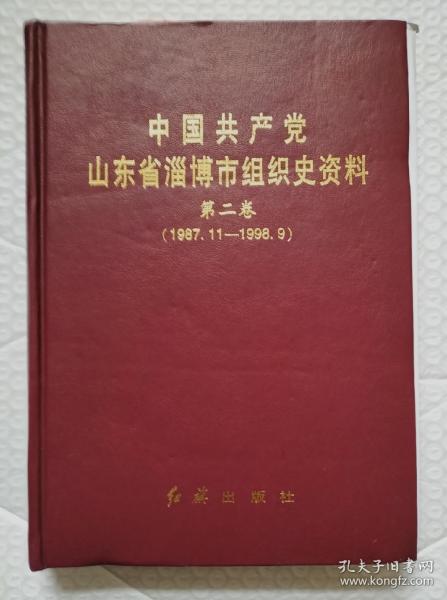 中国共产党
山东省淄博市组织史资料
第二卷
(1987.11—1998.9)
红旗出版社
孔夫子旧书网
www.kongfz.com